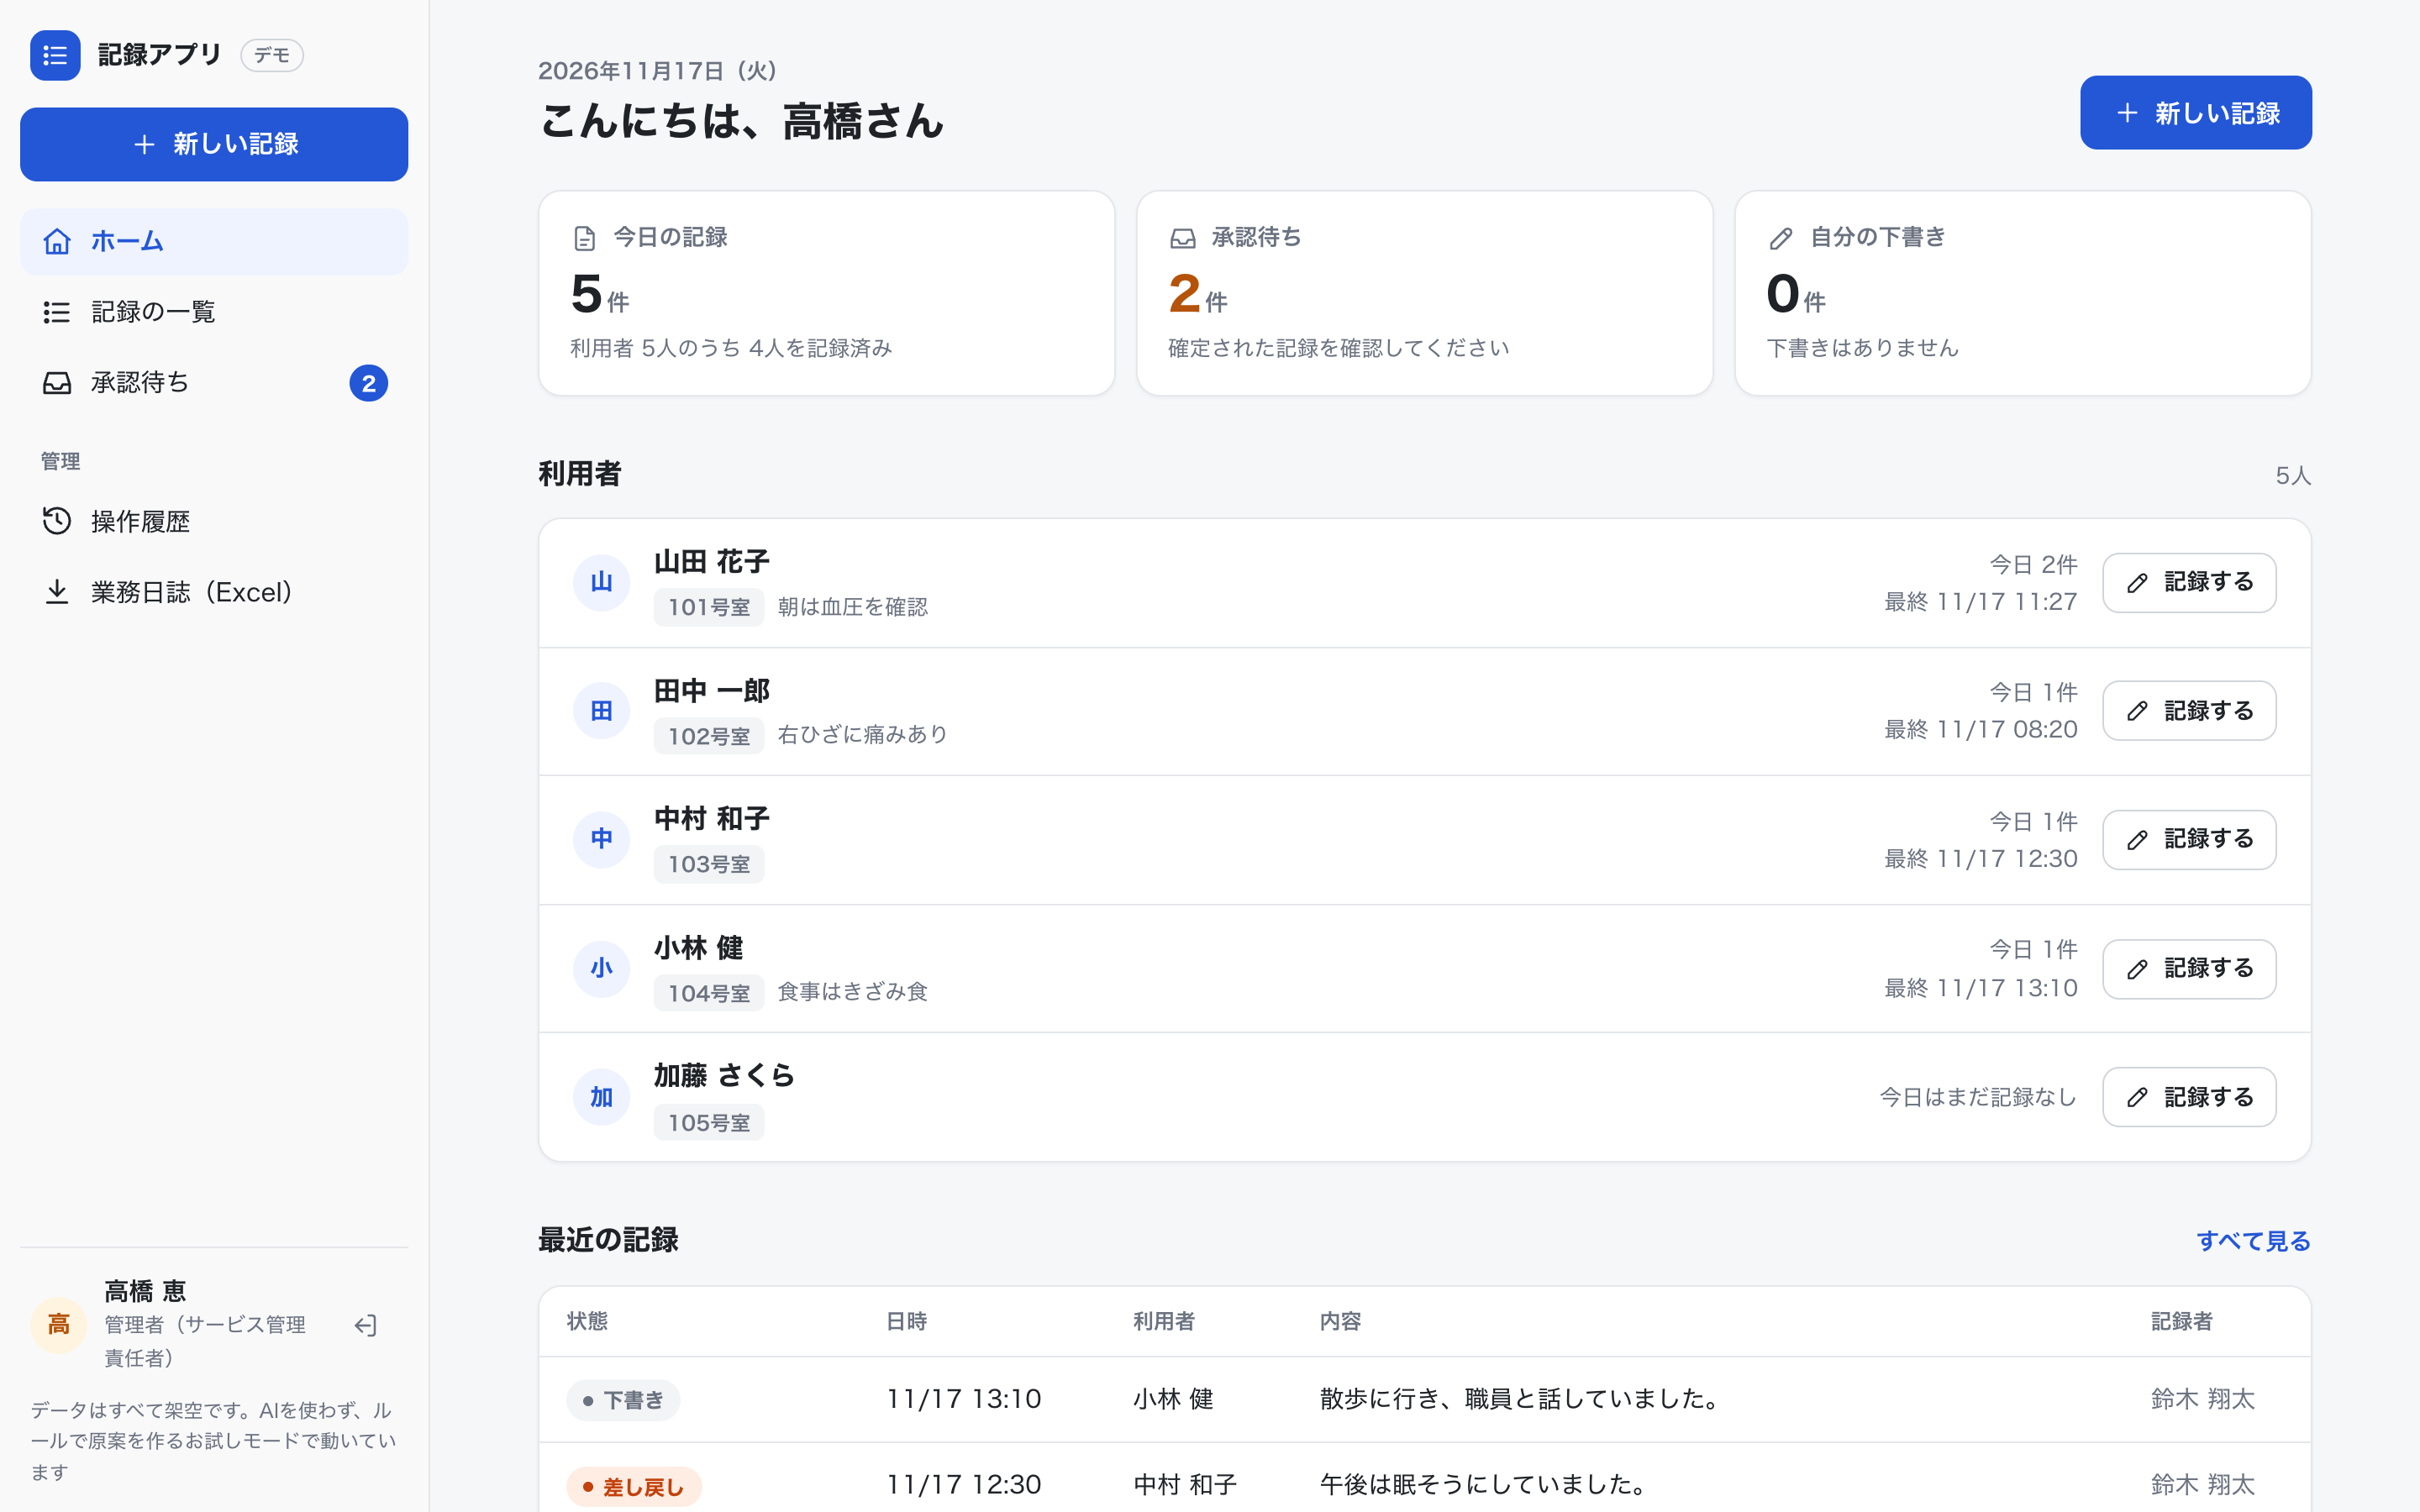 記録アプリ デモ
＋ 新しい記録
ホーム
記録の一覧
承認待ち 2
管理
操作履歴
業務日誌（Excel）
高橋 恵
管理者（サービス管理
責任者）
データはすべて架空です。AIを使わず、ル
ールで原案を作るお試しモードで動いてい
ます
2026年11月17日（火）
こんにちは、高橋さん
＋ 新しい記録
今日の記録
5件
利用者 5人のうち 4人を記録済み
承認待ち
2件
確定された記録を確認してください
自分の下書き
0件
下書きはありません
利用者 5人
山 山田 花子
101号室 朝は血圧を確認
今日 2件
最終 11/17 11:27
記録する
田 田中 一郎
102号室 右ひざに痛みあり
今日 1件
最終 11/17 08:20
記録する
中 中村 和子
103号室
今日 1件
最終 11/17 12:30
記録する
小 小林 健
104号室 食事はきざみ食
今日 1件
最終 11/17 13:10
記録する
加 加藤 さくら
105号室
今日はまだ記録なし
記録する
最近の記録 すべて見る
状態 日時 利用者 内容 記録者
下書き 11/17 13:10 小林 健 散歩に行き、職員と話していました。 鈴木 翔太
差し戻し 11/17 12:30 中村 和子 午後は眠そうにしていました。 鈴木 翔太
高